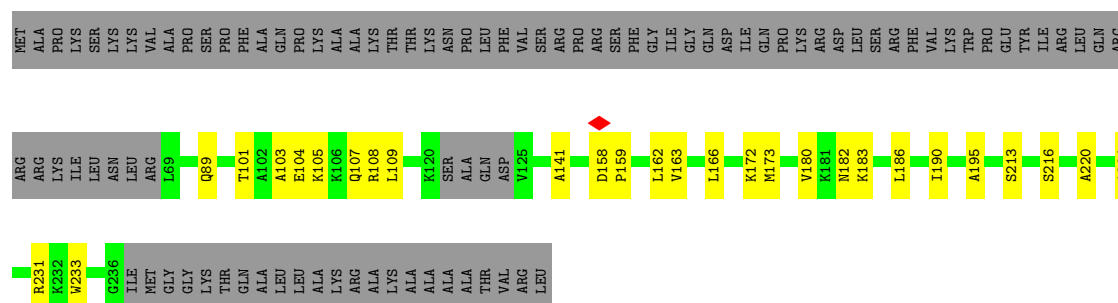 MET ALA PRO LYS SER LYS LYS VAL ALA PRO SER PRO PHE ALA GLN PRO LYS ALA ALA LYS THR THR LYS ASN PRO LEU PHE VAL SER ARG PRO ARG SER PHE GLY ILE GLY GLN ASP ILE GLN PRO LYS ARG ASP LEU SER ARG PHE VAL LYS TRP PRO GLU TYR ILE ARG LEU GLN ARG
ARG ARG LYS ILE LEU ASN LEU ARG L69 Q89 T101 A102 A103 E104 K105 K106 Q107 R108 L109 K120 SER ALA GLN ASP V125 A141 D158 P159 L162 V163 L166 K172 M173 V180 K181 N182 K183 L186 I190 A195 S213 S216 A220
R231 K232 W233 G236 ILE MET GLY GLY LYS THR GLN ALA LEU LEU ALA LYS ARG ALA LYS ALA ALA ALA ALA THR VAL ARG LEU